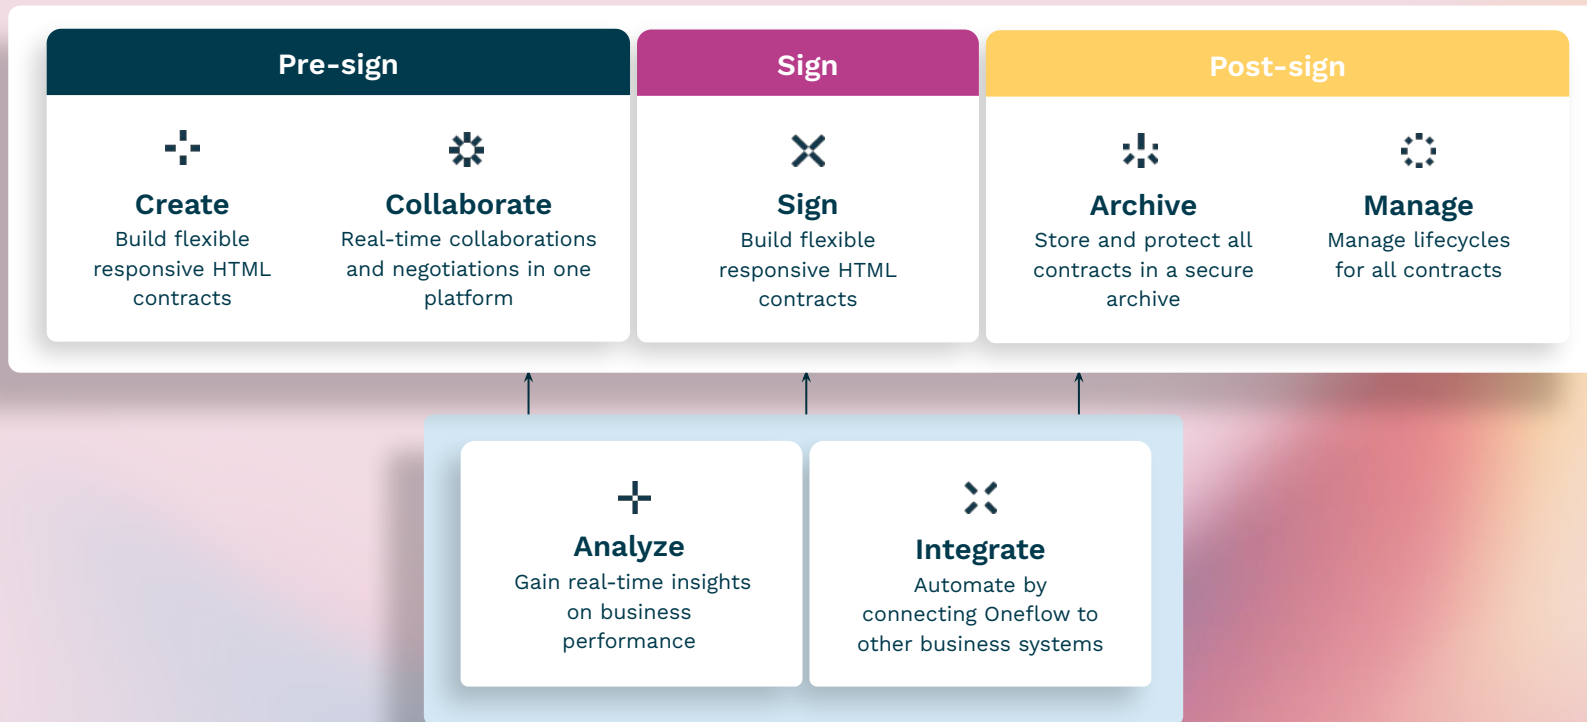 Pre-sign
Create
Build flexible
responsive HTML
contracts
Collaborate
Real-time collaborations
and negotiations in one
platform
Sign
Sign
Build flexible
responsive HTML
contracts
Post-sign
Archive
Store and protect all
contracts in a secure
archive
Manage
Manage lifecycles
for all contracts
Analyze
Gain real-time insights
on business
performance
Integrate
Automate by
connecting Oneflow to
other business systems